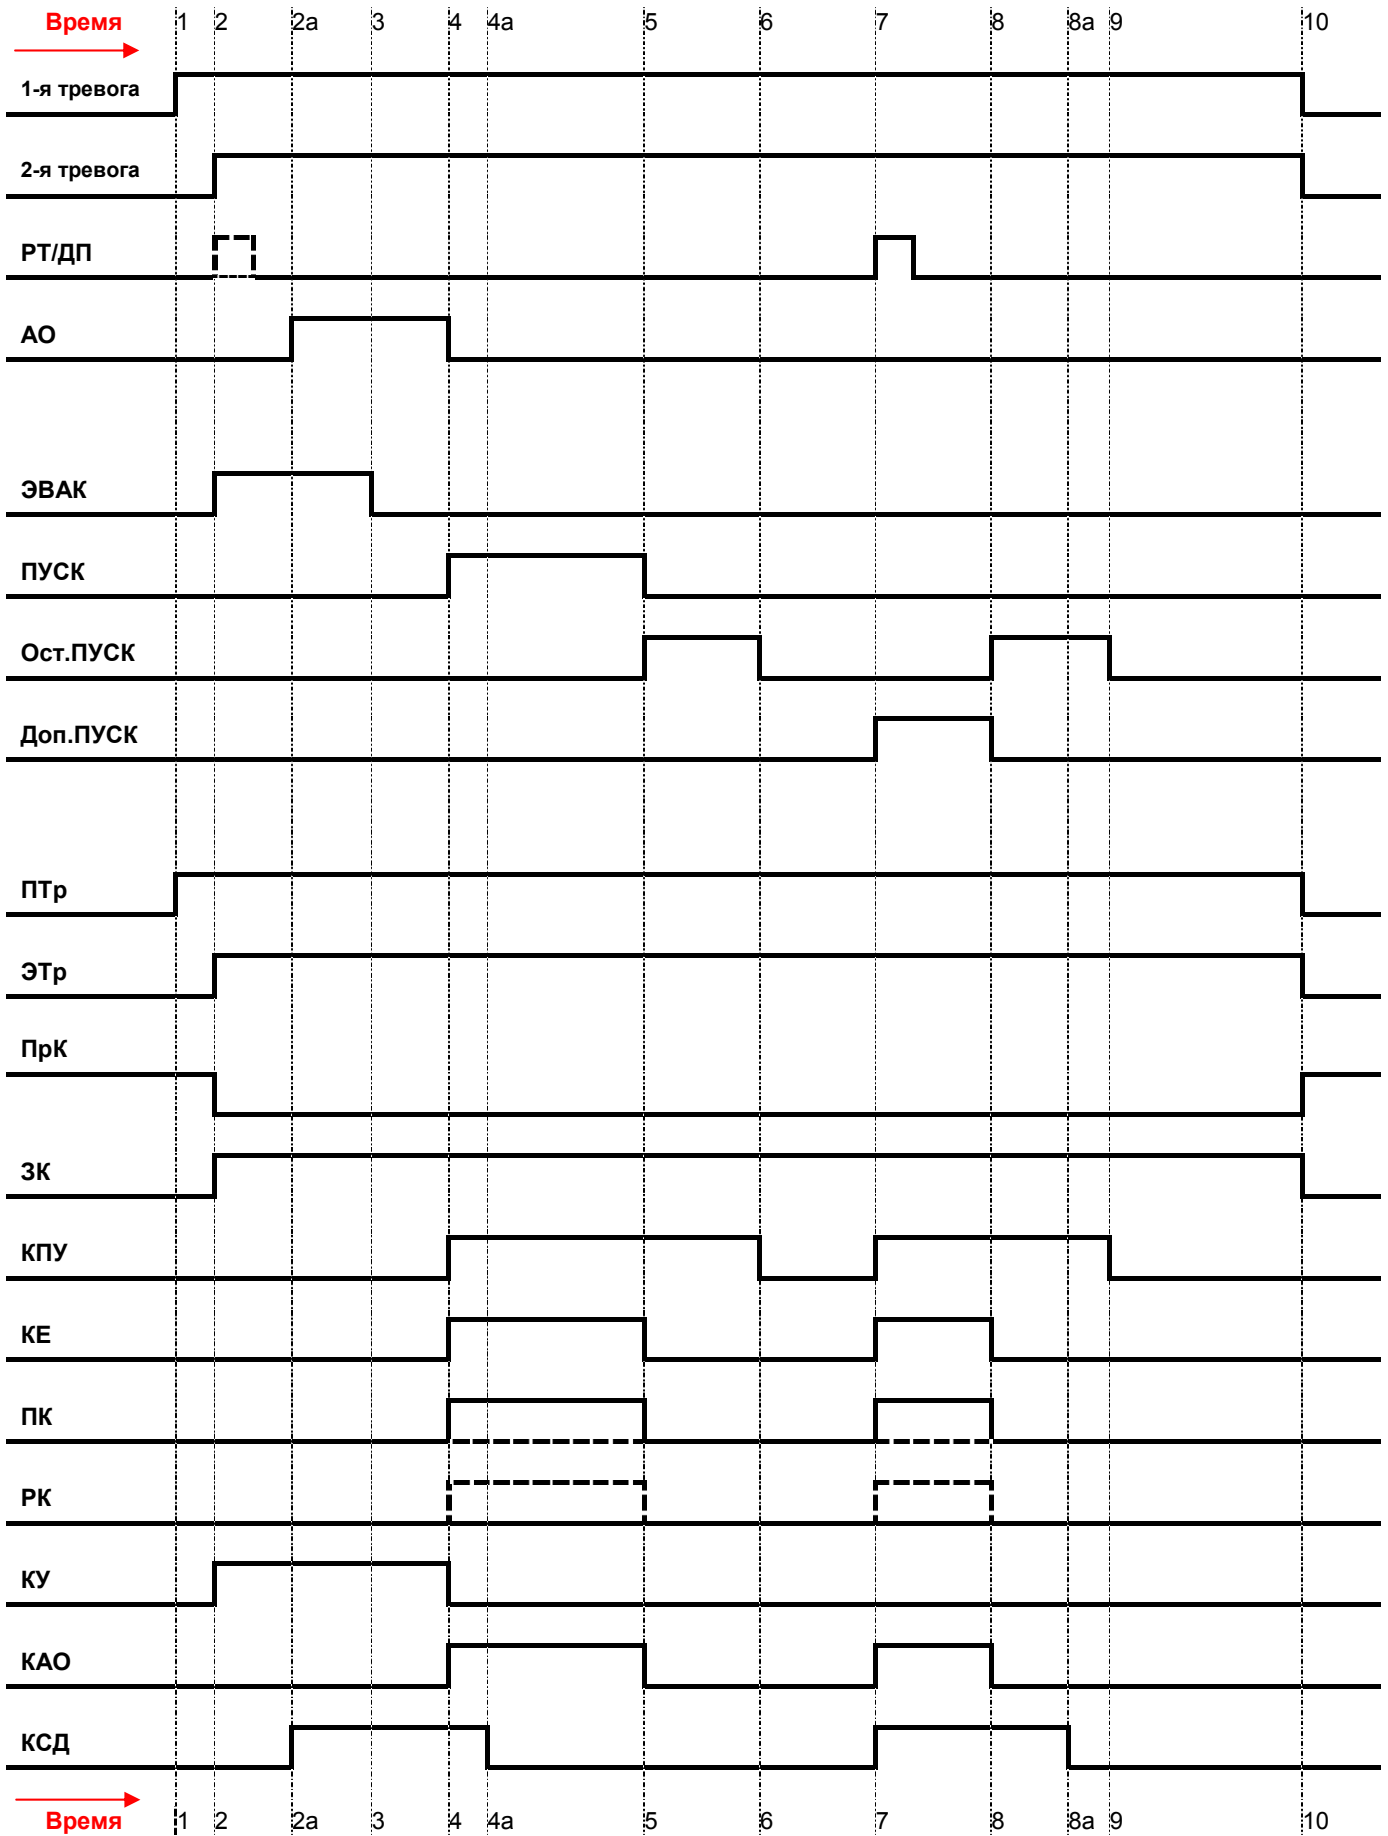 Время 1 2 2а 3 4 4а 5 6 7 8 8а 9 10
1-я тревога
2-я тревога
РТ/ДП
АО
ЭВАК
ПУСК
Ост.ПУСК
Доп.ПУСК
ПТр
ЭТр
ПрК
ЗК
КПУ
КЕ
ПК
РК
КУ
КАО
КСД
Время 1 2 2а 3 4 4а 5 6 7 8 8а 9 10